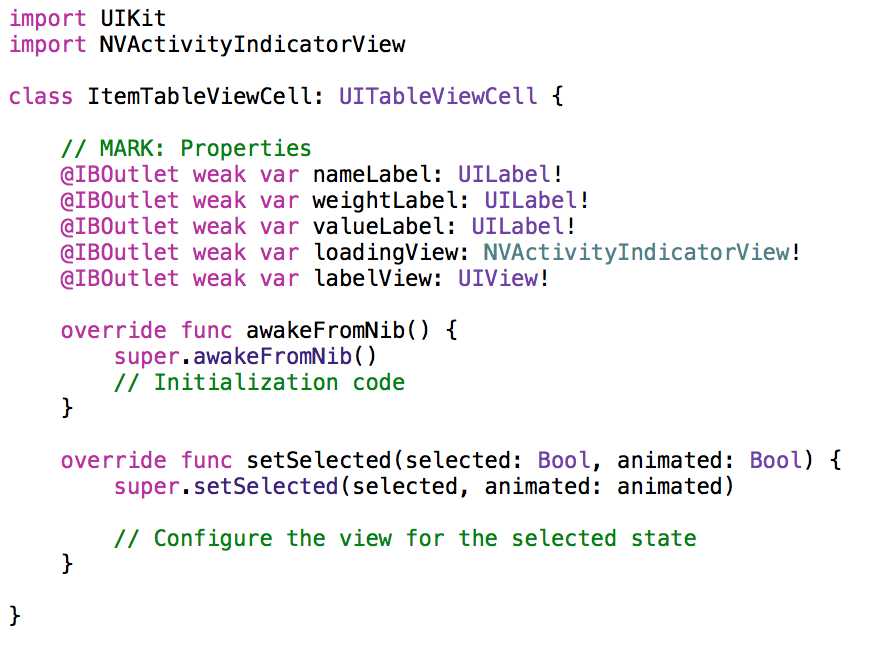 import UIKit
import NVActivityIndicatorView
class ItemTableViewCell: UITableViewCell {
// MARK: Properties
@IBOutlet weak var nameLabel: UILabel!
@IBOutlet weak var weightLabel: UILabel!
@IBOutlet weak var valueLabel: UILabel!
@IBOutlet weak var loadingView: NVActivityIndicatorView!
@IBOutlet weak var labelView: UIView!
override func awakeFromNib() {
super.awakeFromNib()
// Initialization code
}
override func setSelected(selected: Bool, animated: Bool) {
super.setSelected(selected, animated: animated)
// Configure the view for the selected state
}
}